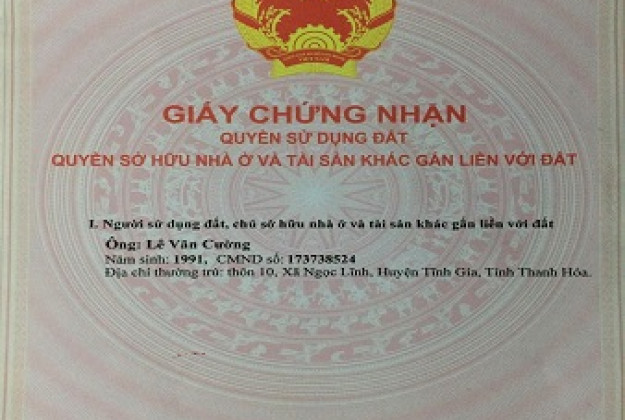 GIẤY CHỨNG NHẬN
QUYỀN SỬ DỤNG ĐẤT
QUYỀN SỞ HỮU NHÀ Ở VÀ TÀI SẢN KHÁC GẮN LIỀN VỚI ĐẤT
I. Người sử dụng đất, chủ sở hữu nhà ở và tài sản khác gắn liền với đất
Ông: Lê Văn Cường
Năm sinh: 1991, CMND số: 173738524
Địa chỉ thường trú: thôn 10, Xã Ngọc Lĩnh, Huyện Tĩnh Gia, Tỉnh Thanh Hóa.